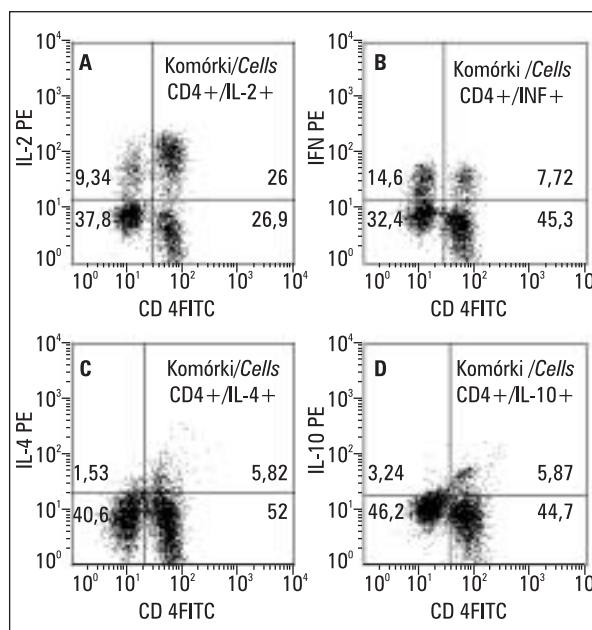 A
Komórki/Cells
CD4+/IL-2+
IL-2 PE
10⁴
10³
10²
10¹
10⁰
9,34
26
37,8
26,9
10⁰ 10¹ 10² 10³ 10⁴
CD 4FITC
B
Komórki /Cells
CD4+/INF+
IFN PE
10⁴
10³
10²
10¹
10⁰
14,6
7,72
32,4
45,3
10⁰ 10¹ 10² 10³ 10⁴
CD 4FITC
C
Komórki/Cells
CD4+/IL-4+
IL-4 PE
10⁴
10³
10²
10¹
10⁰
1,53
5,82
40,6
52
10⁰ 10¹ 10² 10³ 10⁴
CD 4FITC
D
Komórki /Cells
CD4+/IL-10+
IL-10 PE
10⁴
10³
10²
10¹
10⁰
3,24
5,87
46,2
44,7
10⁰ 10¹ 10² 10³ 10⁴
CD 4FITC